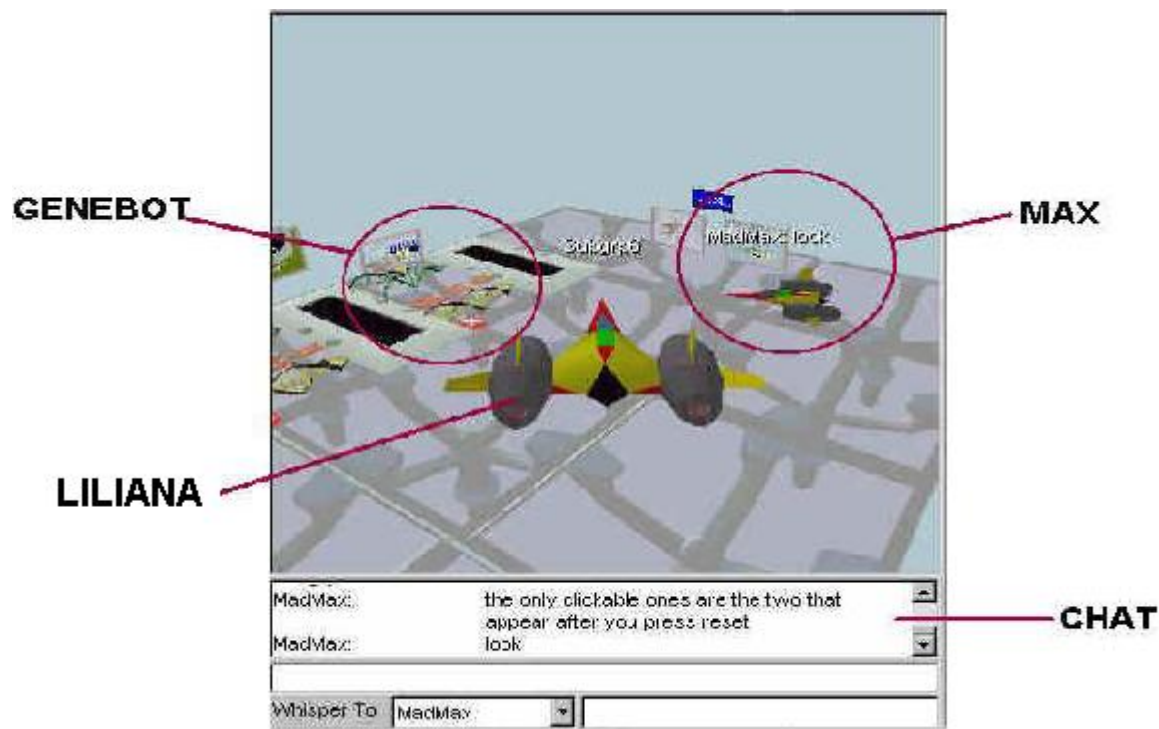 GENEBOT
MAX
MadMax: look
LILIANA
MadMax: the only clickable ones are the two that
appear after you press reset
MadMax: look
CHAT
Whisper To MadMax